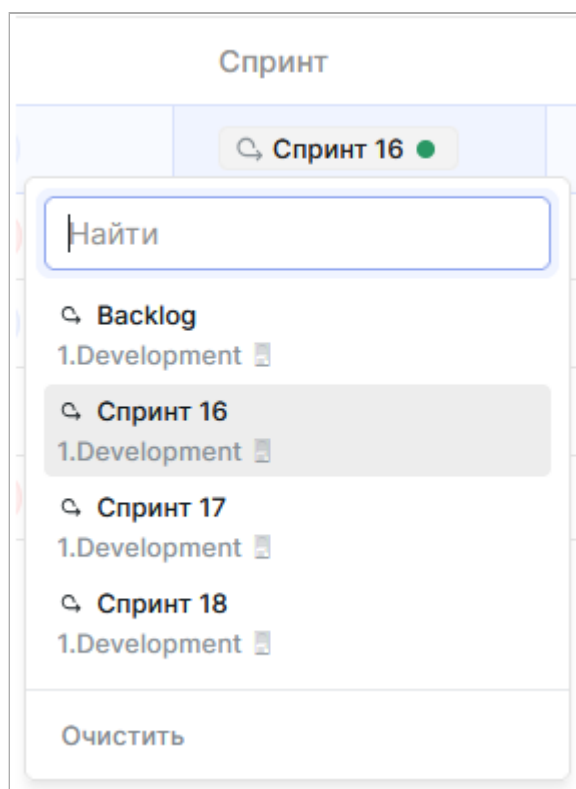 Спринт
Спринт 16
Найти
Backlog
1.Development
Спринт 16
1.Development
Спринт 17
1.Development
Спринт 18
1.Development
Очистить